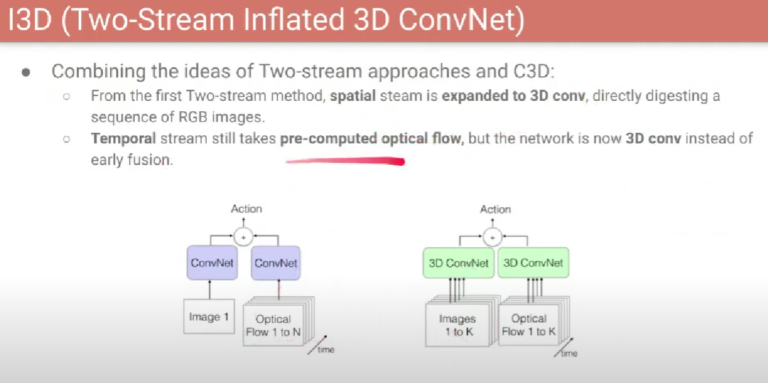 I3D (Two-Stream Inflated 3D ConvNet)
● Combining the ideas of Two-stream approaches and C3D:
○ From the first Two-stream method, spatial steam is expanded to 3D conv, directly digesting a
sequence of RGB images.
○ Temporal stream still takes pre-computed optical flow, but the network is now 3D conv instead of
early fusion.
Action
+
ConvNet
ConvNet
Image 1
Optical
Flow 1 to N
time
Action
+
3D ConvNet
3D ConvNet
Images
1 to K
Optical
Flow 1 to K
time